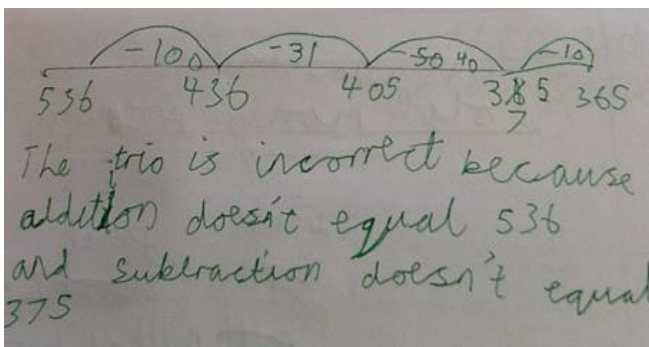 -100 -31 -50 40 -10
536 436 405 385 365
7
The trio is incorrect because
addition doesn't equal 536
and subtraction doesn't equal
375